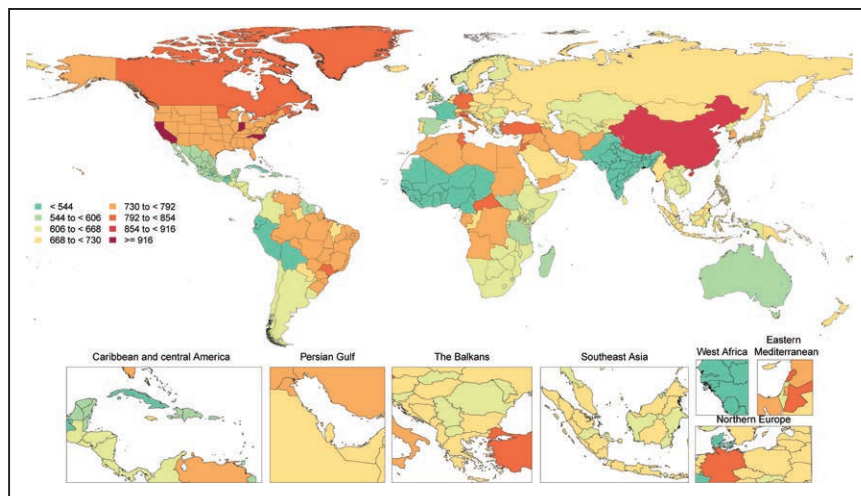 < 544
544 to < 606
606 to < 668
668 to < 730
730 to < 792
792 to < 854
854 to < 916
>= 916
Caribbean and central America
Persian Gulf
The Balkans
Southeast Asia
West Africa
Eastern
Mediterranean
Northern Europe